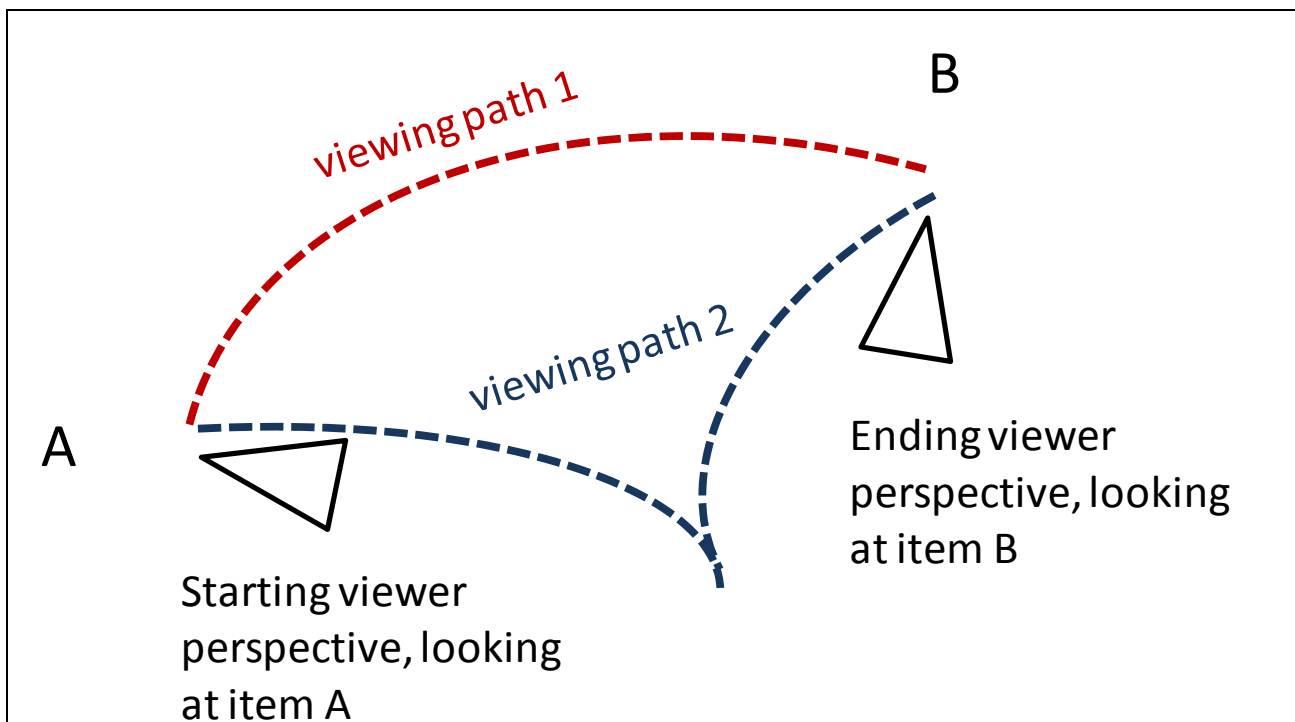 B
viewing path 1
viewing path 2
A
Ending viewer
perspective, looking
at item B
Starting viewer
perspective, looking
at item A